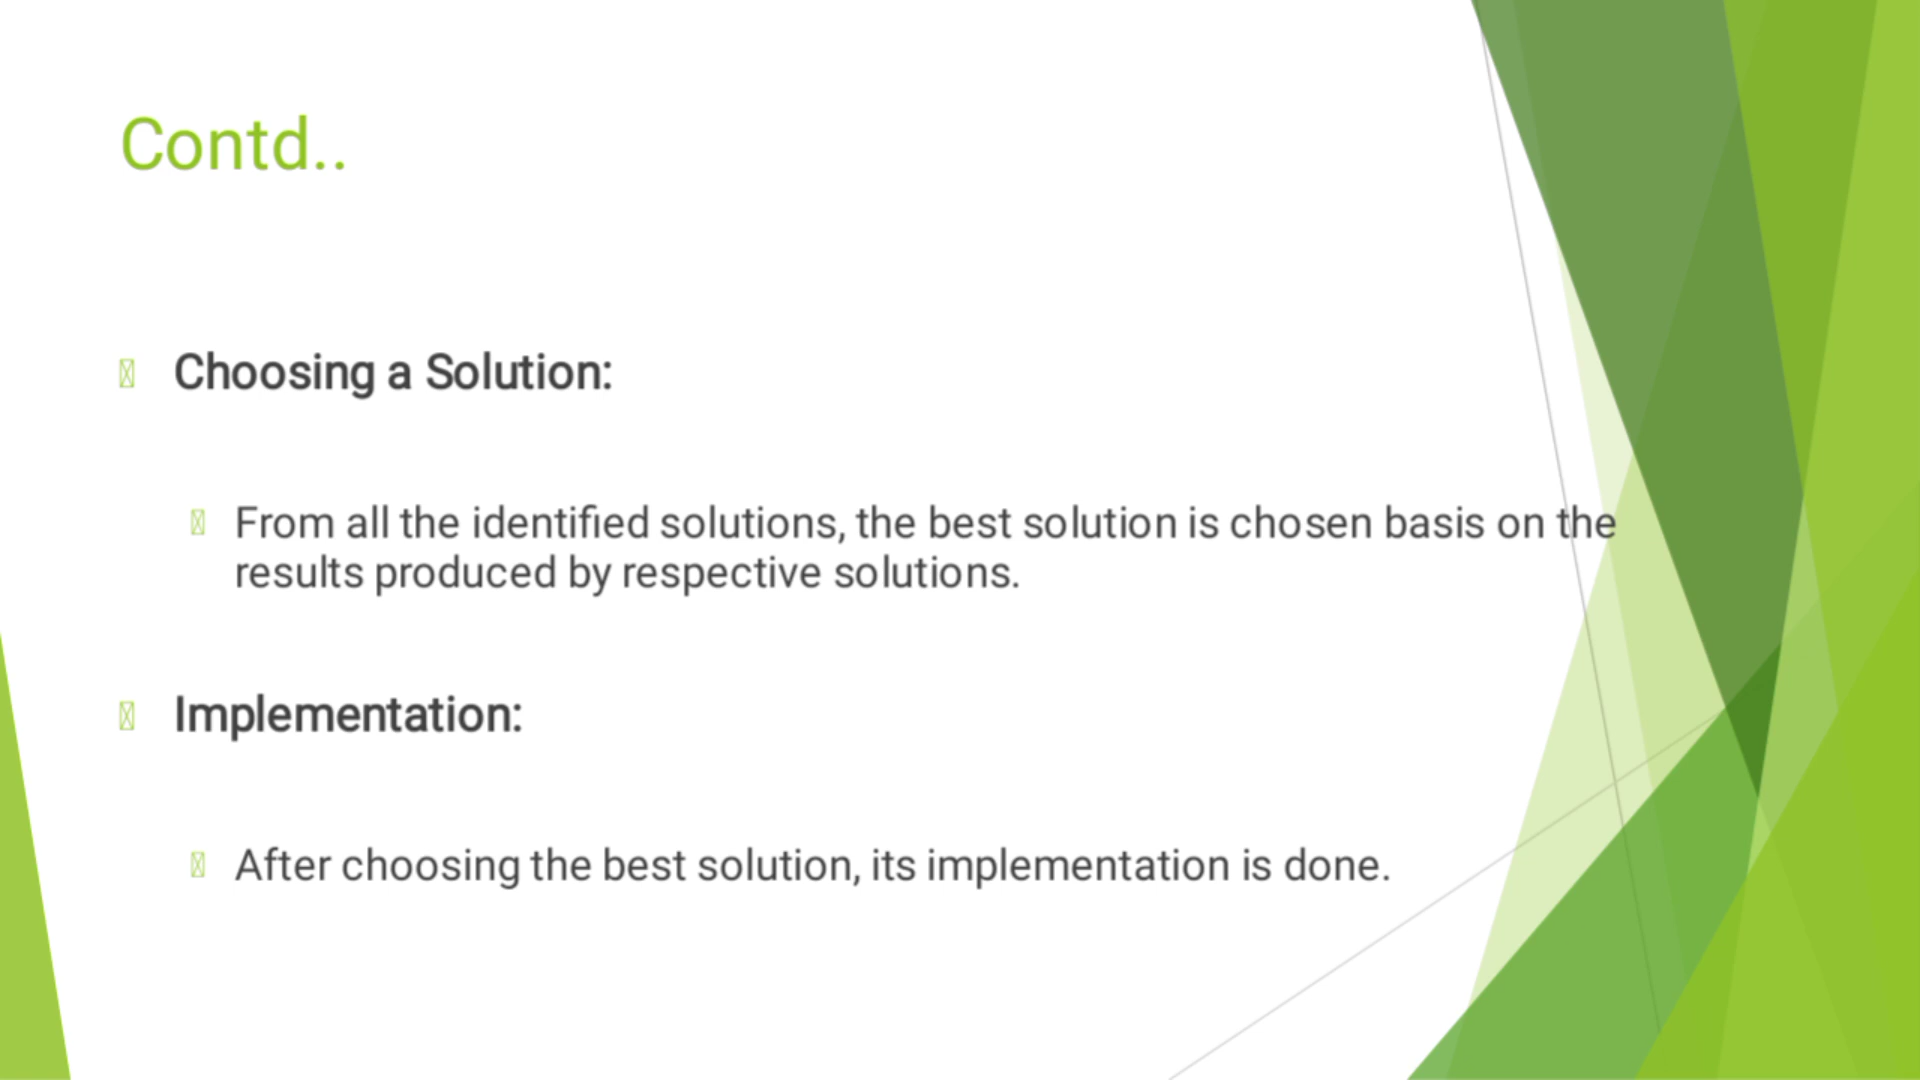 Contd..
Choosing a Solution:
From all the identified solutions, the best solution is chosen basis on the
results produced by respective solutions.
Implementation:
After choosing the best solution, its implementation is done.